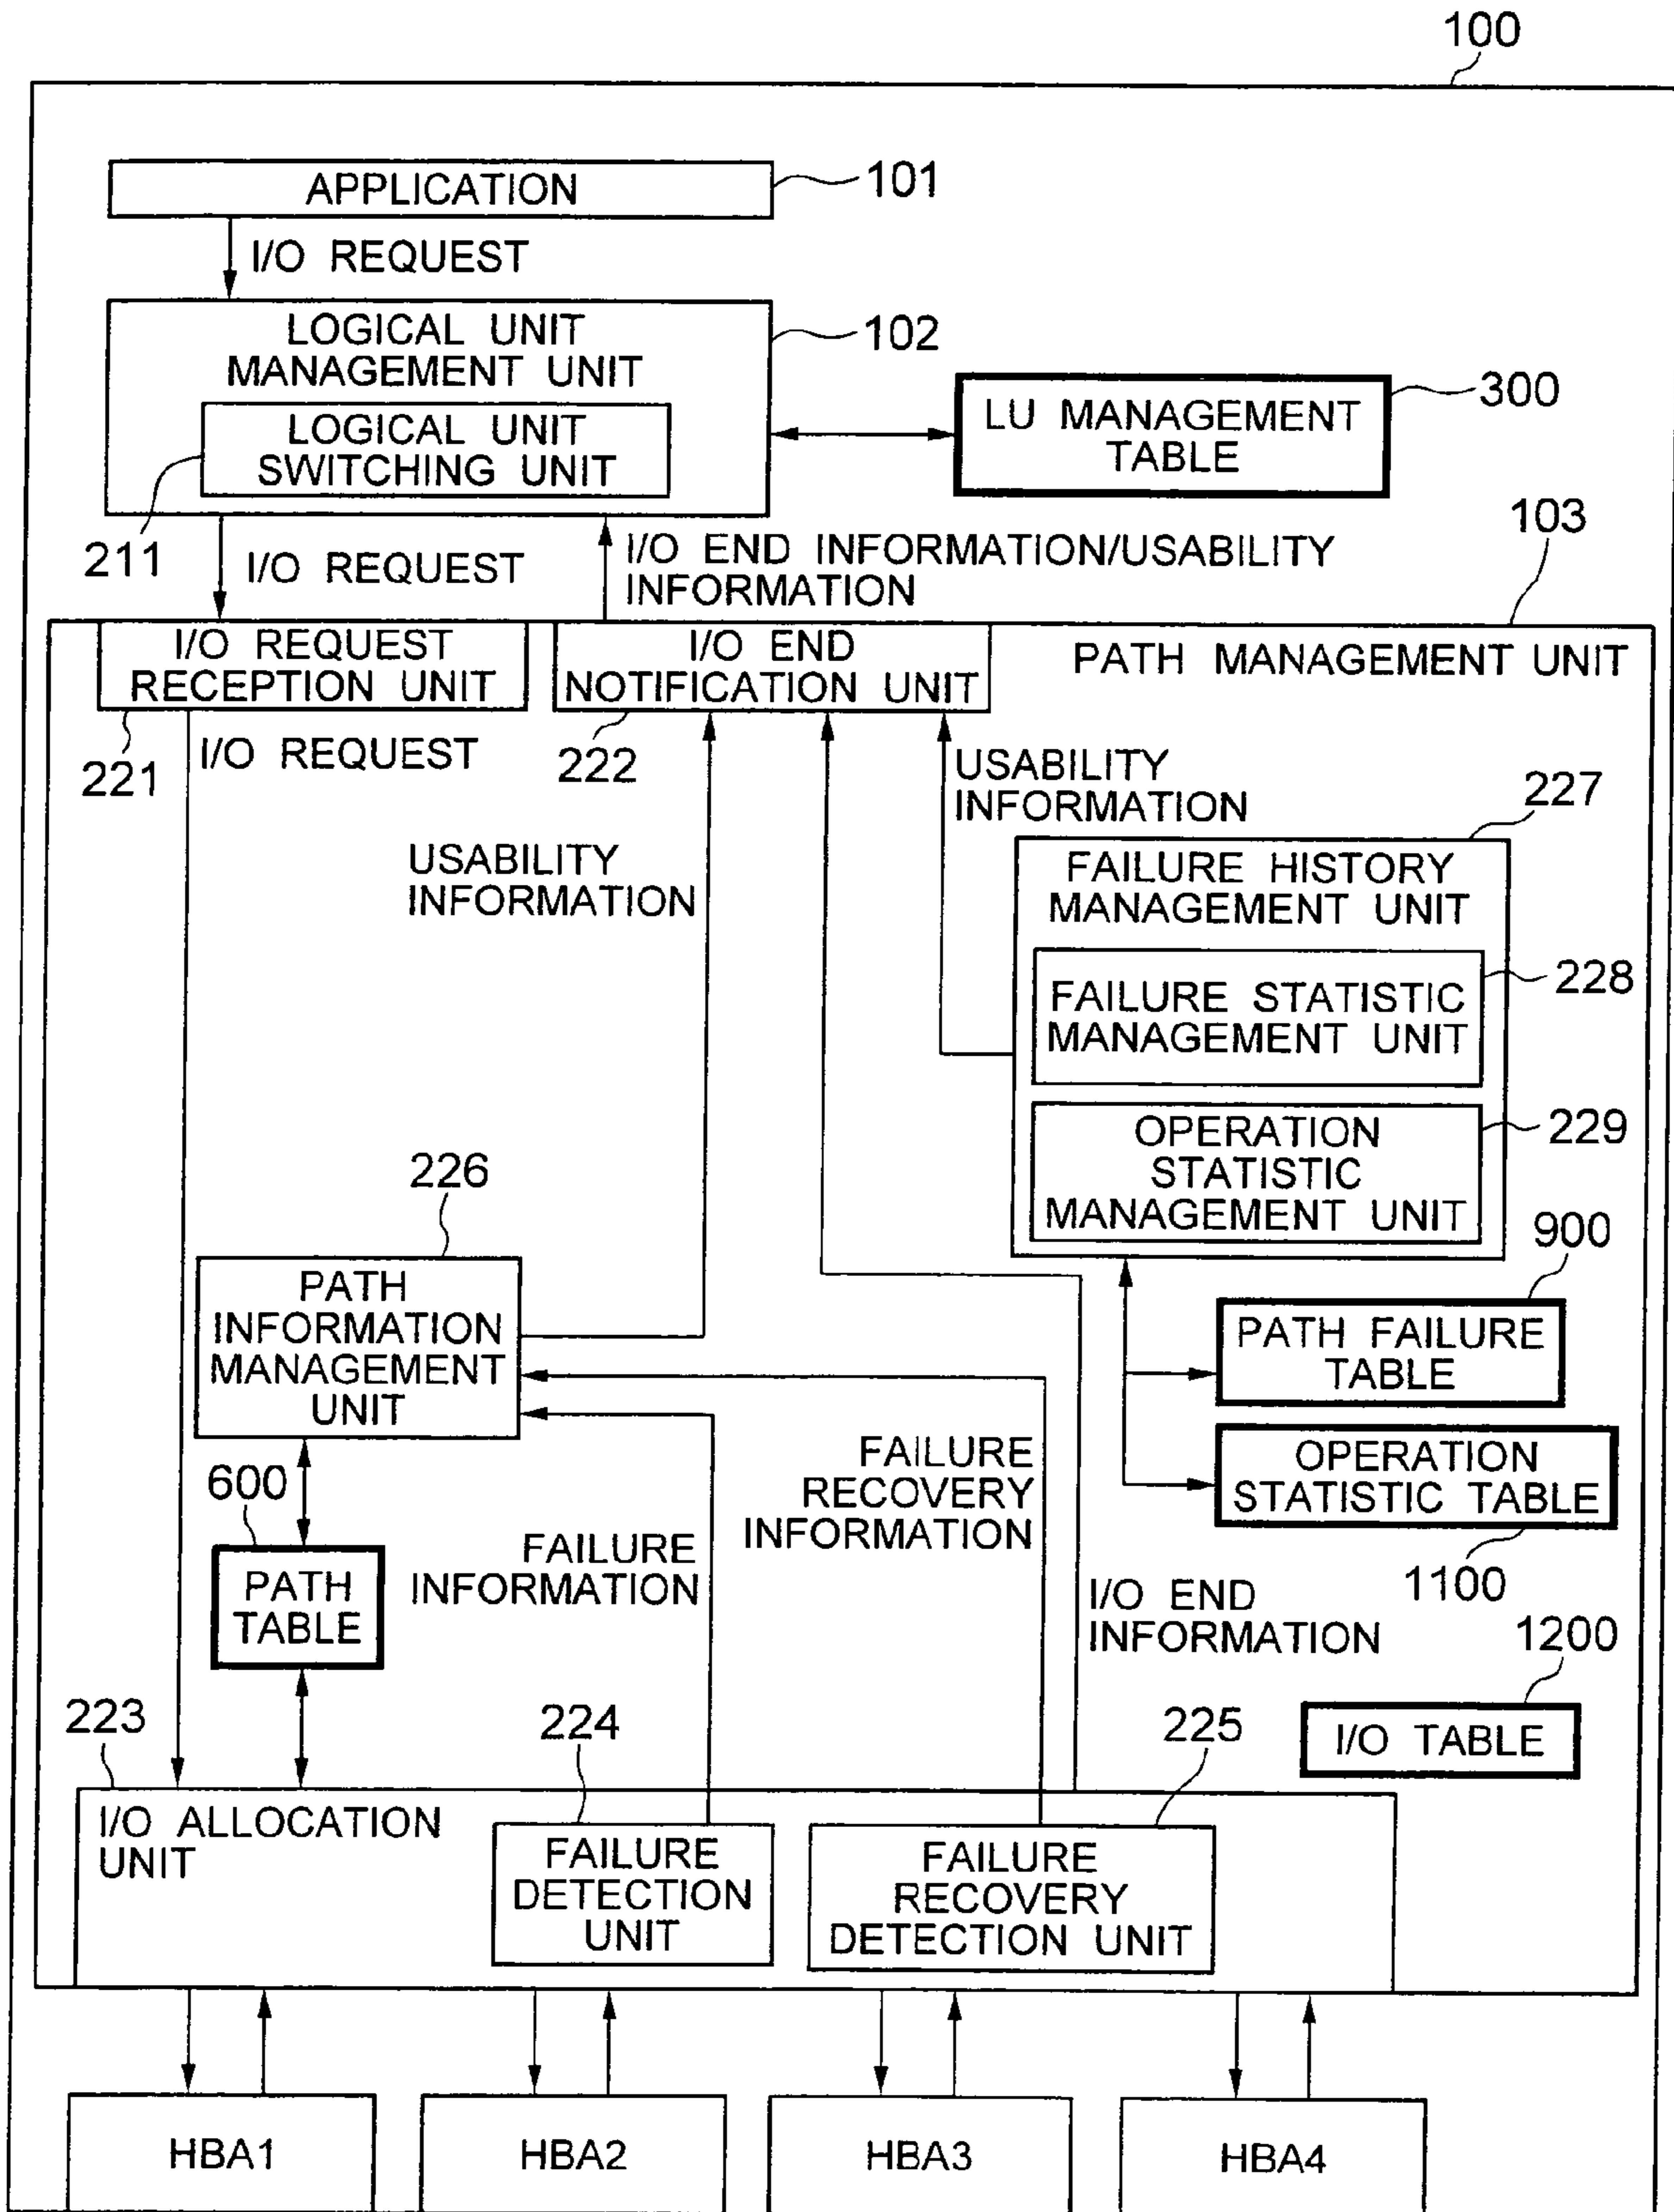 100
APPLICATION
101
I/O REQUEST
LOGICAL UNIT
MANAGEMENT UNIT
102
LOGICAL UNIT
SWITCHING UNIT
211
LU MANAGEMENT
TABLE
300
103
I/O REQUEST
I/O END INFORMATION/USABILITY
INFORMATION
I/O REQUEST
RECEPTION UNIT
221
I/O END
NOTIFICATION UNIT
222
PATH MANAGEMENT UNIT
I/O REQUEST
USABILITY
INFORMATION
USABILITY
INFORMATION
227
FAILURE HISTORY
MANAGEMENT UNIT
FAILURE STATISTIC
MANAGEMENT UNIT
228
OPERATION
STATISTIC
MANAGEMENT UNIT
229
226
PATH
INFORMATION
MANAGEMENT
UNIT
900
PATH FAILURE
TABLE
OPERATION
STATISTIC TABLE
1100
600
PATH
TABLE
FAILURE
INFORMATION
FAILURE
RECOVERY
INFORMATION
I/O END
INFORMATION
1200
I/O TABLE
223
I/O ALLOCATION
UNIT
224
FAILURE
DETECTION
UNIT
225
FAILURE
RECOVERY
DETECTION UNIT
HBA1
HBA2
HBA3
HBA4